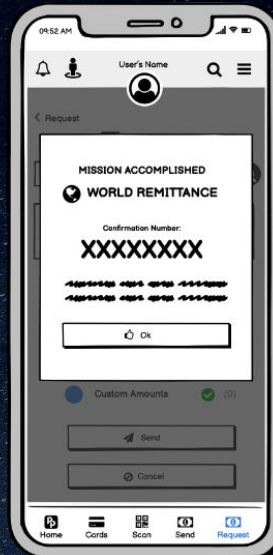 09:52 AM
User's Name
< Request
MISSION ACCOMPLISHED
WORLD REMITTANCE
Confirmation Number:
XXXXXXXX
Ok
Custom Amounts (0)
Send
Cancel
Home Cards Scan Send Request